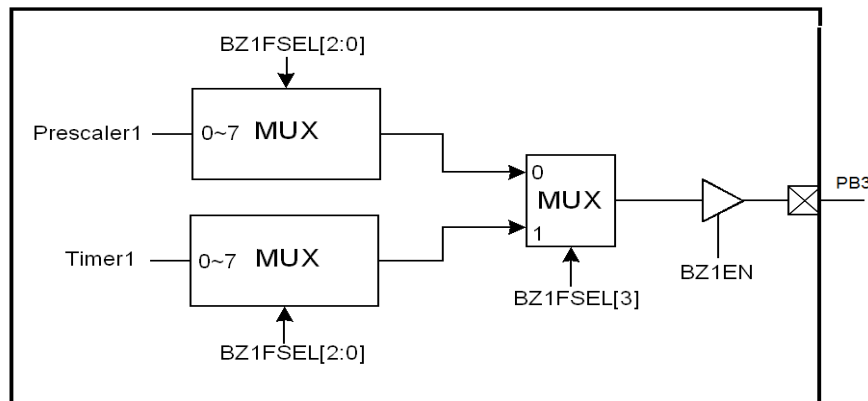 BZ1FSEL[2:0]
Prescaler1
0~7 MUX
0
MUX
1
PB3
Timer1
0~7 MUX
BZ1EN
BZ1FSEL[3]
BZ1FSEL[2:0]